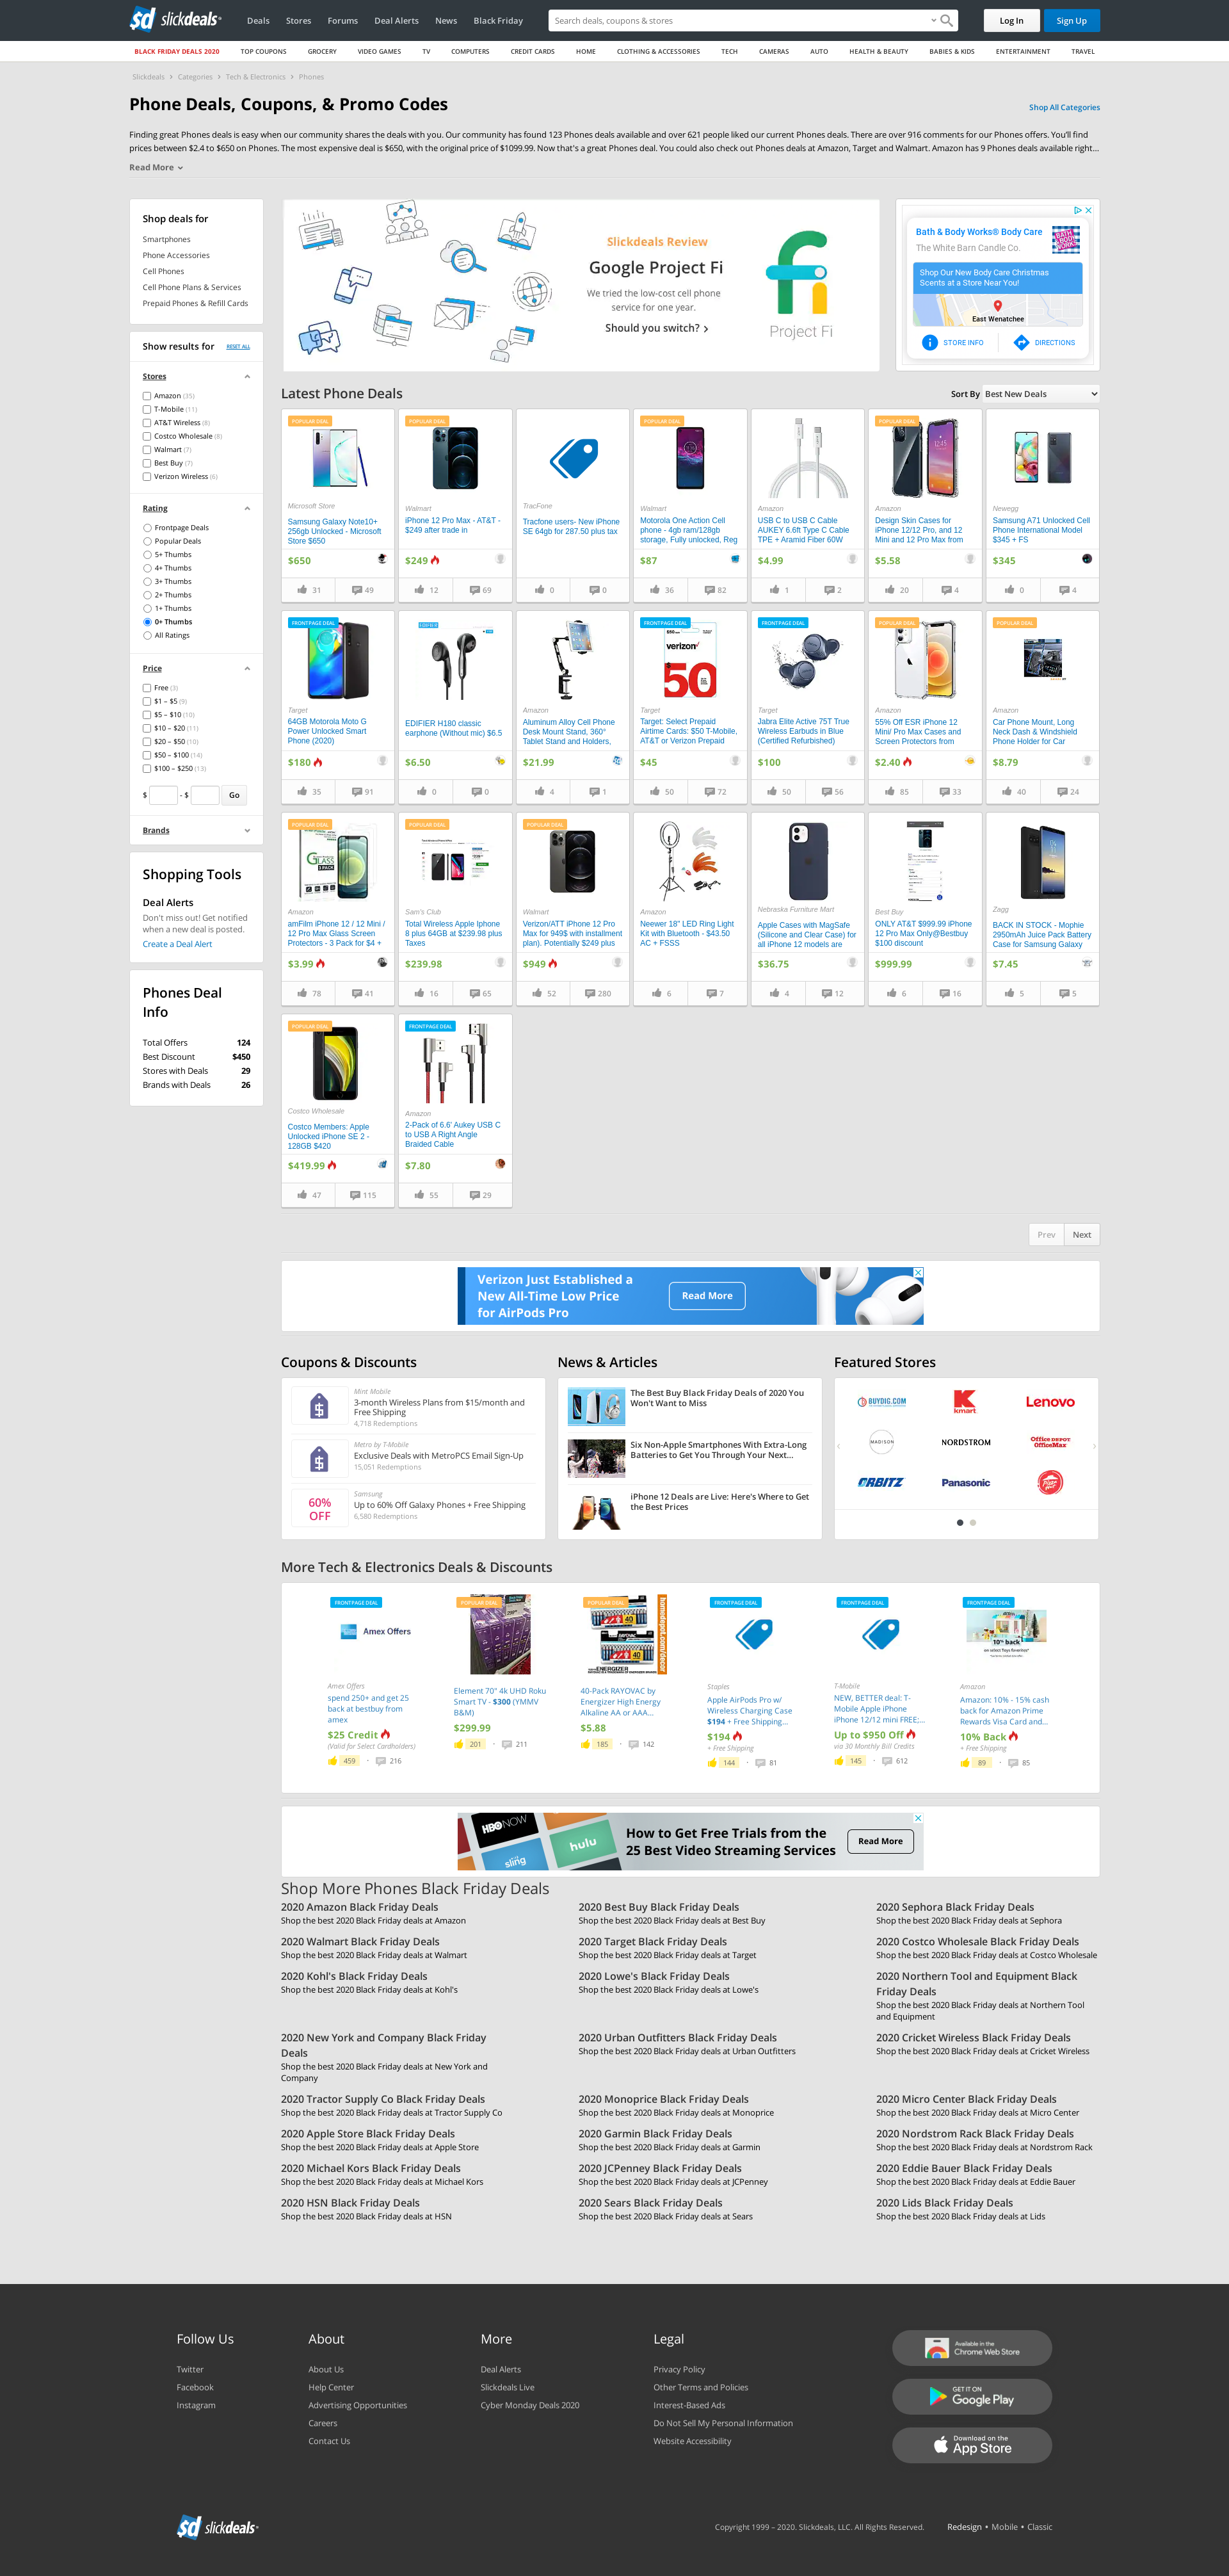 slickdeals
Deals
Stores
Forums
Deal Alerts
News
Black Friday
Search deals, coupons & stores
Log In
Sign Up
BLACK FRIDAY DEALS 2020
TOP COUPONS
GROCERY
VIDEO GAMES
TV
COMPUTERS
CREDIT CARDS
HOME
CLOTHING & ACCESSORIES
TECH
CAMERAS
AUTO
HEALTH & BEAUTY
BABIES & KIDS
ENTERTAINMENT
TRAVEL
Slickdeals > Categories > Tech & Electronics > Phones
Phone Deals, Coupons, & Promo Codes
Shop All Categories
Finding great Phones deals is easy when our community shares the deals with you. Our community has found 123 Phones deals available and over 621 people liked our current Phones deals. There are over 916 comments for our Phones offers. You'll find
prices between $2.4 to $650 on Phones. The most expensive deal is $650, with the original price of $1099.99. Now that's a great Phones deal. You could also check out Phones deals at Amazon, Target and Walmart. Amazon has 9 Phones deals available right...
Read More
Shop deals for
Smartphones
Phone Accessories
Cell Phones
Cell Phone Plans & Services
Prepaid Phones & Refill Cards
Show results for
RESET ALL
Stores
Amazon (35)
T-Mobile (11)
AT&T Wireless (8)
Costco Wholesale (8)
Walmart (7)
Best Buy (7)
Verizon Wireless (6)
Rating
Frontpage Deals
Popular Deals
5+ Thumbs
4+ Thumbs
3+ Thumbs
2+ Thumbs
1+ Thumbs
0+ Thumbs
All Ratings
Price
Free (3)
$1 – $5 (9)
$5 – $10 (10)
$10 – $20 (11)
$20 – $50 (10)
$50 – $100 (14)
$100 – $250 (13)
$ - $ Go
Brands
Shopping Tools
Deal Alerts
Don't miss out! Get notified
when a new deal is posted.
Create a Deal Alert
Phones Deal
Info
Total Offers 124
Best Discount $450
Stores with Deals 29
Brands with Deals 26
Slickdeals Review
Google Project Fi
We tried the low-cost cell phone
service for one year.
Should you switch? >
Project Fi
Bath & Body Works® Body Care
The White Barn Candle Co.
Shop Our New Body Care Christmas
Scents at a Store Near You!
East Wenatchee
STORE INFO
DIRECTIONS
Latest Phone Deals
Sort By Best New Deals
POPULAR DEAL
Microsoft Store
Samsung Galaxy Note10+
256gb Unlocked - Microsoft
Store $650
$650
31 49
POPULAR DEAL
Walmart
iPhone 12 Pro Max - AT&T -
$249 after trade in
$249
12 69
TracFone
Tracfone users- New iPhone
SE 64gb for 287.50 plus tax
0 0
POPULAR DEAL
Walmart
Motorola One Action Cell
phone - 4gb ram/128gb
storage, Fully unlocked, Reg
$87
36 82
Amazon
USB C to USB C Cable
AUKEY 6.6ft Type C Cable
TPE + Aramid Fiber 60W
$4.99
1 2
POPULAR DEAL
Amazon
Design Skin Cases for
iPhone 12/12 Pro, and 12
Mini and 12 Pro Max from
$5.58
20 4
Newegg
Samsung A71 Unlocked Cell
Phone International Model
$345 + FS
$345
0 4
FRONTPAGE DEAL
Target
64GB Motorola Moto G
Power Unlocked Smart
Phone (2020)
$180
35 91
EDIFIER H180 classic
earphone (Without mic) $6.5
$6.50
0 0
Amazon
Aluminum Alloy Cell Phone
Desk Mount Stand, 360°
Tablet Stand and Holders,
$21.99
4 1
FRONTPAGE DEAL
verizon
50
Target
Target: Select Prepaid
Airtime Cards: $50 T-Mobile,
AT&T or Verizon Prepaid
$45
50 72
FRONTPAGE DEAL
Target
Jabra Elite Active 75T True
Wireless Earbuds in Blue
(Certified Refurbished)
$100
50 56
POPULAR DEAL
Amazon
55% Off ESR iPhone 12
Mini/ Pro Max Cases and
Screen Protectors from
$2.40
85 33
POPULAR DEAL
Amazon
Car Phone Mount, Long
Neck Dash & Windshield
Phone Holder for Car
$8.79
40 24
POPULAR DEAL
GLASS
Amazon
amFilm iPhone 12 / 12 Mini /
12 Pro Max Glass Screen
Protectors - 3 Pack for $4 +
$3.99
78 41
POPULAR DEAL
Sam's Club
Total Wireless Apple Iphone
8 plus 64GB at $239.98 plus
Taxes
$239.98
16 65
POPULAR DEAL
Walmart
Verizon/ATT iPhone 12 Pro
Max for 949$ with installment
plan). Potentially $249 plus
$949
52 280
Amazon
Neewer 18" LED Ring Light
Kit with Bluetooth - $43.50
AC + FSSS
6 7
Nebraska Furniture Mart
Apple Cases with MagSafe
(Silicone and Clear Case) for
all iPhone 12 models are
$36.75
4 12
Best Buy
ONLY AT&T $999.99 iPhone
12 Pro Max Only@Bestbuy
$100 discount
$999.99
6 16
Zagg
BACK IN STOCK - Mophie
2950mAh Juice Pack Battery
Case for Samsung Galaxy
$7.45
5 5
POPULAR DEAL
Costco Wholesale
Costco Members: Apple
Unlocked iPhone SE 2 -
128GB $420
$419.99
47 115
FRONTPAGE DEAL
Amazon
2-Pack of 6.6' Aukey USB C
to USB A Right Angle
Braided Cable
$7.80
55 29
Prev Next
Verizon Just Established a
New All-Time Low Price
for AirPods Pro
Read More
Coupons & Discounts
Mint Mobile
3-month Wireless Plans from $15/month and
Free Shipping
4,718 Redemptions
Metro by T-Mobile
Exclusive Deals with MetroPCS Email Sign-Up
15,051 Redemptions
60%
OFF
Samsung
Up to 60% Off Galaxy Phones + Free Shipping
6,580 Redemptions
News & Articles
The Best Buy Black Friday Deals of 2020 You
Won't Want to Miss
Six Non-Apple Smartphones With Extra-Long
Batteries to Get You Through Your Next...
iPhone 12 Deals are Live: Here's Where to Get
the Best Prices
Featured Stores
BUYDIG.COM
kmart
Lenovo
MADISON
NORDSTROM
Office DEPOT
OfficeMax
ORBITZ
Panasonic
More Tech & Electronics Deals & Discounts
FRONTPAGE DEAL
Amex Offers
Amex Offers
spend 250+ and get 25
back at bestbuy from
amex
$25 Credit
(Valid for Select Cardholders)
459 · 216
POPULAR DEAL
Element 70" 4k UHD Roku
Smart TV - $300 (YMMV
B&M)
$299.99
201 · 211
POPULAR DEAL
homedepot.com/decor
ENERGIZER
40-Pack RAYOVAC by
Energizer High Energy
Alkaline AA or AAA...
$5.88
185 · 142
FRONTPAGE DEAL
Staples
Apple AirPods Pro w/
Wireless Charging Case
$194 + Free Shipping...
$194
+ Free Shipping
144 · 81
FRONTPAGE DEAL
T-Mobile
NEW, BETTER deal: T-
Mobile Apple iPhone
iPhone 12/12 mini FREE;...
Up to $950 Off
via 30 Monthly Bill Credits
145 · 612
FRONTPAGE DEAL
10% back
Amazon
Amazon: 10% - 15% cash
back for Amazon Prime
Rewards Visa Card and...
10% Back
+ Free Shipping
89 · 85
HBO NOW
hulu
sling
How to Get Free Trials from the
25 Best Video Streaming Services
Read More
Shop More Phones Black Friday Deals
2020 Amazon Black Friday Deals
Shop the best 2020 Black Friday deals at Amazon
2020 Best Buy Black Friday Deals
Shop the best 2020 Black Friday deals at Best Buy
2020 Sephora Black Friday Deals
Shop the best 2020 Black Friday deals at Sephora
2020 Walmart Black Friday Deals
Shop the best 2020 Black Friday deals at Walmart
2020 Target Black Friday Deals
Shop the best 2020 Black Friday deals at Target
2020 Costco Wholesale Black Friday Deals
Shop the best 2020 Black Friday deals at Costco Wholesale
2020 Kohl's Black Friday Deals
Shop the best 2020 Black Friday deals at Kohl's
2020 Lowe's Black Friday Deals
Shop the best 2020 Black Friday deals at Lowe's
2020 Northern Tool and Equipment Black
Friday Deals
Shop the best 2020 Black Friday deals at Northern Tool
and Equipment
2020 New York and Company Black Friday
Deals
Shop the best 2020 Black Friday deals at New York and
Company
2020 Urban Outfitters Black Friday Deals
Shop the best 2020 Black Friday deals at Urban Outfitters
2020 Cricket Wireless Black Friday Deals
Shop the best 2020 Black Friday deals at Cricket Wireless
2020 Tractor Supply Co Black Friday Deals
Shop the best 2020 Black Friday deals at Tractor Supply Co
2020 Monoprice Black Friday Deals
Shop the best 2020 Black Friday deals at Monoprice
2020 Micro Center Black Friday Deals
Shop the best 2020 Black Friday deals at Micro Center
2020 Apple Store Black Friday Deals
Shop the best 2020 Black Friday deals at Apple Store
2020 Garmin Black Friday Deals
Shop the best 2020 Black Friday deals at Garmin
2020 Nordstrom Rack Black Friday Deals
Shop the best 2020 Black Friday deals at Nordstrom Rack
2020 Michael Kors Black Friday Deals
Shop the best 2020 Black Friday deals at Michael Kors
2020 JCPenney Black Friday Deals
Shop the best 2020 Black Friday deals at JCPenney
2020 Eddie Bauer Black Friday Deals
Shop the best 2020 Black Friday deals at Eddie Bauer
2020 HSN Black Friday Deals
Shop the best 2020 Black Friday deals at HSN
2020 Sears Black Friday Deals
Shop the best 2020 Black Friday deals at Sears
2020 Lids Black Friday Deals
Shop the best 2020 Black Friday deals at Lids
Follow Us
Twitter
Facebook
Instagram
About
About Us
Help Center
Advertising Opportunities
Careers
Contact Us
More
Deal Alerts
Slickdeals Live
Cyber Monday Deals 2020
Legal
Privacy Policy
Other Terms and Policies
Interest-Based Ads
Do Not Sell My Personal Information
Website Accessibility
Available in the
Chrome Web Store
GET IT ON
Google Play
Download on the
App Store
slickdeals
Copyright 1999 – 2020. Slickdeals, LLC. All Rights Reserved.
Redesign • Mobile • Classic